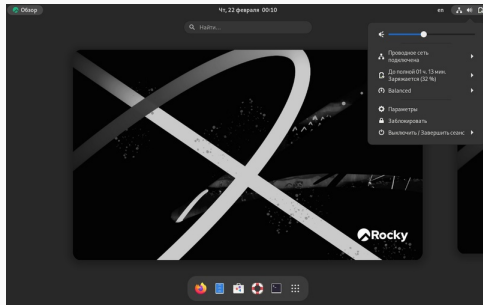 Обзор
Чт, 22 февраля 00:10
en
Найти...
Проводное сеть
подключена
До полной 01 ч. 13 мин.
Заряжается (32 %)
Balanced
Параметры
Заблокировать
Выключить / Завершить сеанс
Rocky